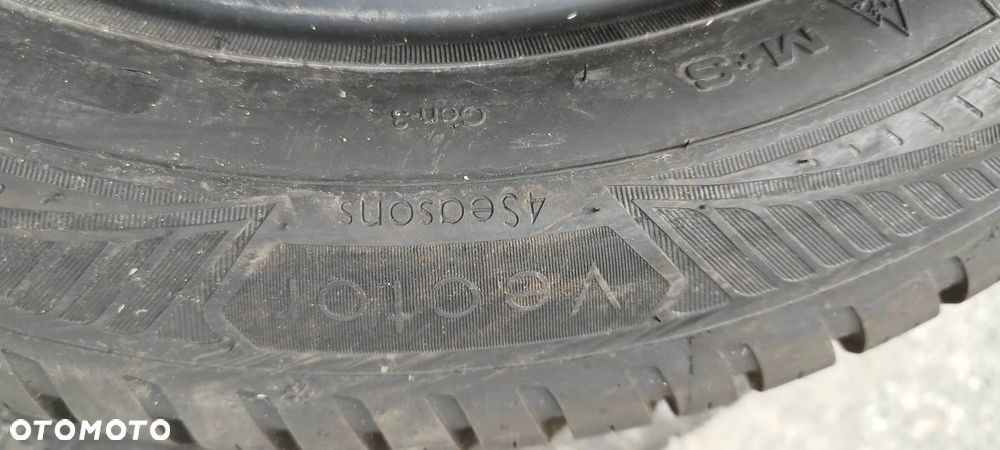 Vector
4Seasons
Gen-3
M+S
OTOMOTO